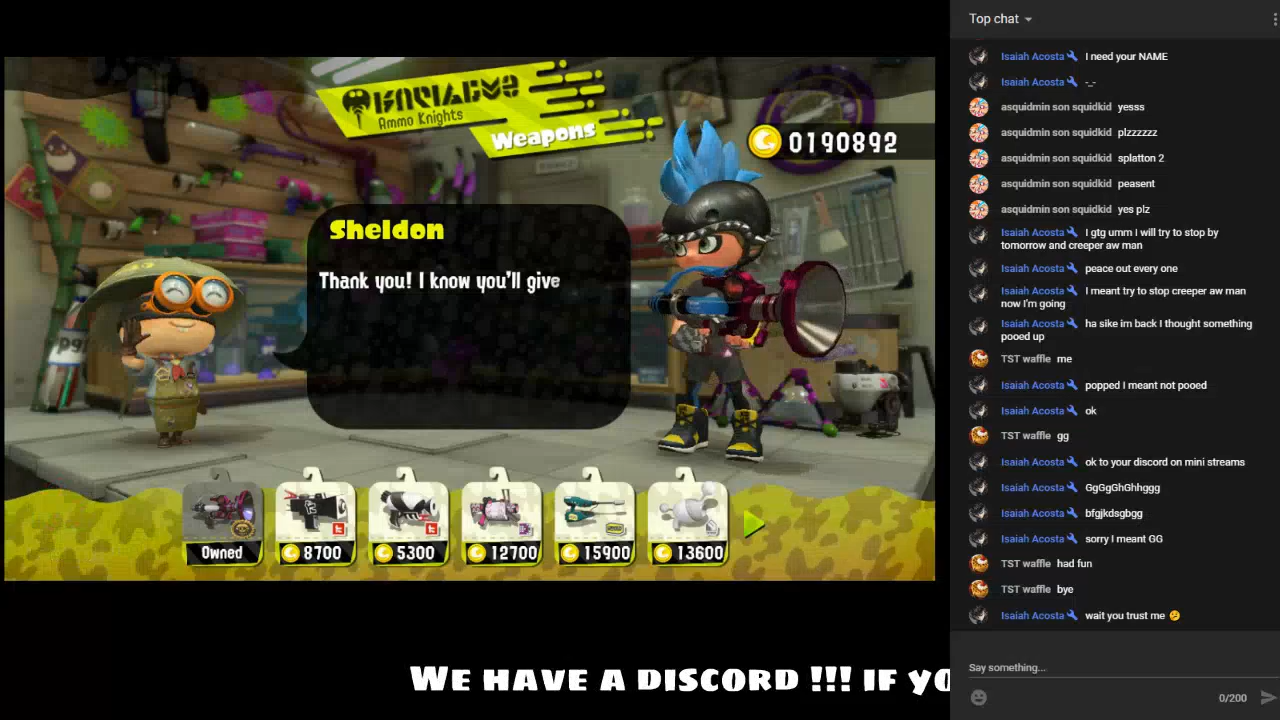 Ammo Knights
Weapons
0190892
Sheldon
Thank you! I know you'll give
Owned
8700
5300
12700
15900
13600
We have a discord !!! if yo
Top chat
Isaiah Acosta I need your NAME
Isaiah Acosta -_-
asquidmin son squidkid yesss
asquidmin son squidkid plzzzzzz
asquidmin son squidkid splatton 2
asquidmin son squidkid peasent
asquidmin son squidkid yes plz
Isaiah Acosta I gtg umm I will try to stop by
tomorrow and creeper aw man
Isaiah Acosta peace out every one
Isaiah Acosta I meant try to stop creeper aw man
now I'm going
Isaiah Acosta ha sike im back I thought something
pooed up
TST waffle me
Isaiah Acosta popped I meant not pooed
Isaiah Acosta ok
TST waffle gg
Isaiah Acosta ok to your discord on mini streams
Isaiah Acosta GgGgGhGhhggg
Isaiah Acosta bfgjkdsgbgg
Isaiah Acosta sorry I meant GG
TST waffle had fun
TST waffle bye
Isaiah Acosta wait you trust me 😕
Say something...
0/200